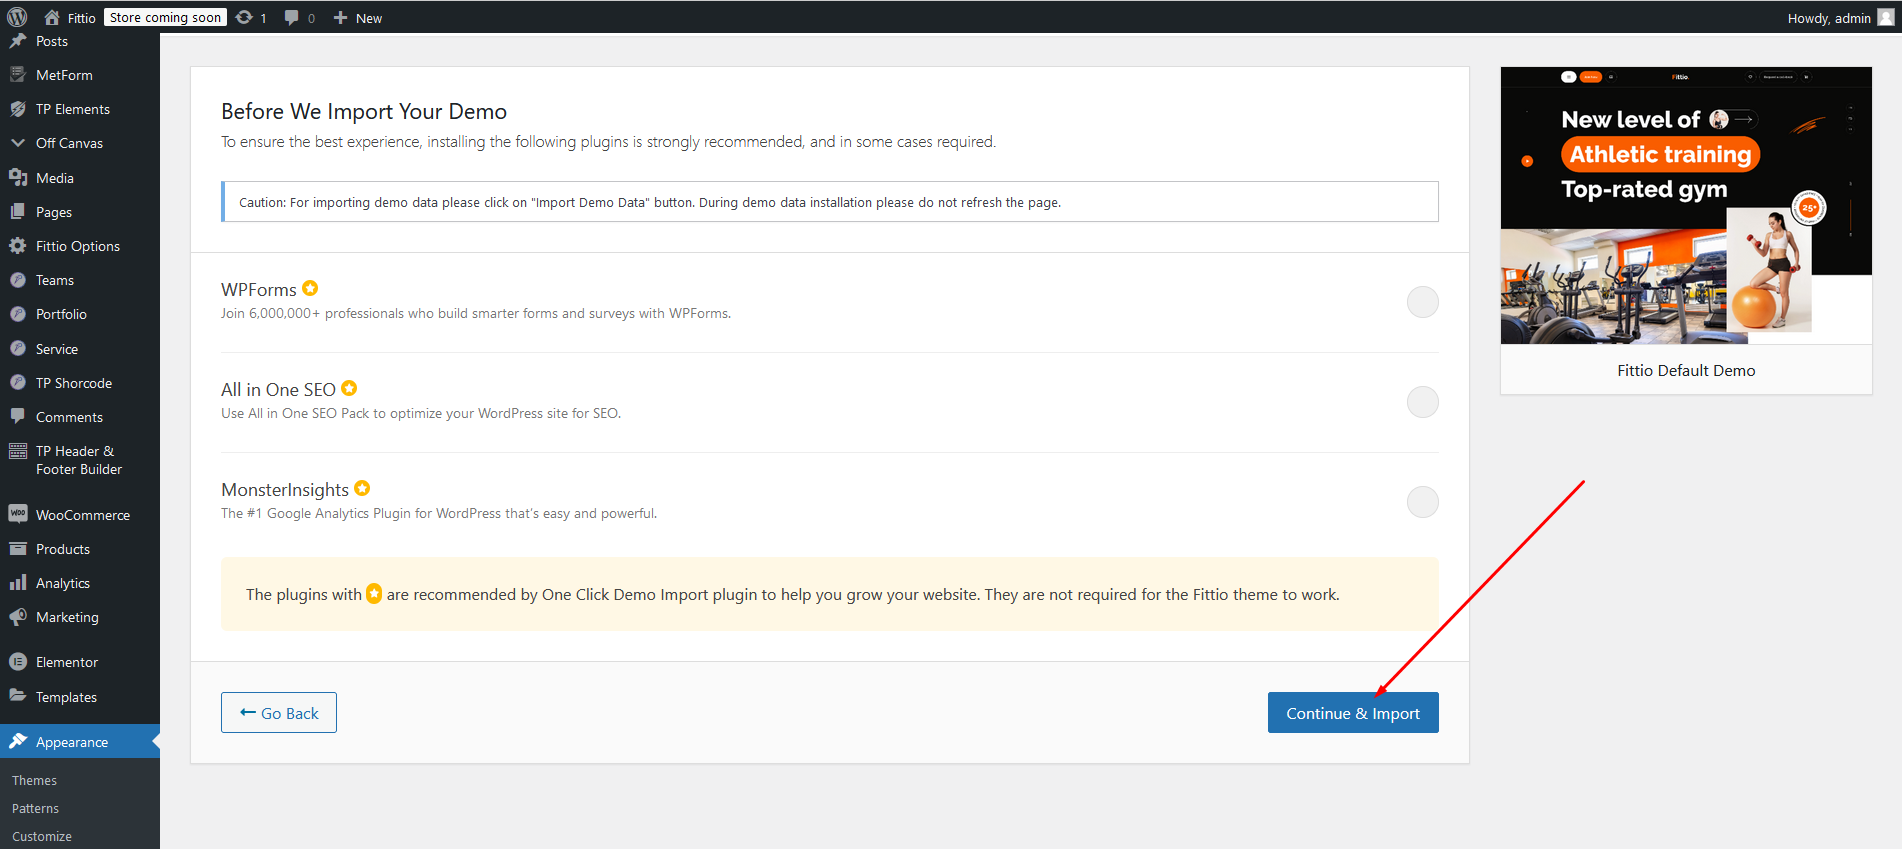 Fittio
Store coming soon
1
0
New
Howdy, admin
Posts
MetForm
TP Elements
Off Canvas
Media
Pages
Fittio Options
Teams
Portfolio
Service
TP Shorcode
Comments
TP Header &
Footer Builder
WooCommerce
Products
Analytics
Marketing
Elementor
Templates
Appearance
Themes
Patterns
Customize
Before We Import Your Demo
To ensure the best experience, installing the following plugins is strongly recommended, and in some cases required.
Caution: For importing demo data please click on "Import Demo Data" button. During demo data installation please do not refresh the page.
WPForms
Join 6,000,000+ professionals who build smarter forms and surveys with WPForms.
All in One SEO
Use All in One SEO Pack to optimize your WordPress site for SEO.
MonsterInsights
The #1 Google Analytics Plugin for WordPress that's easy and powerful.
The plugins with are recommended by One Click Demo Import plugin to help you grow your website. They are not required for the Fittio theme to work.
Go Back
Continue & Import
Fittio.
New level of
Athletic training
Top-rated gym
25+
Fittio Default Demo